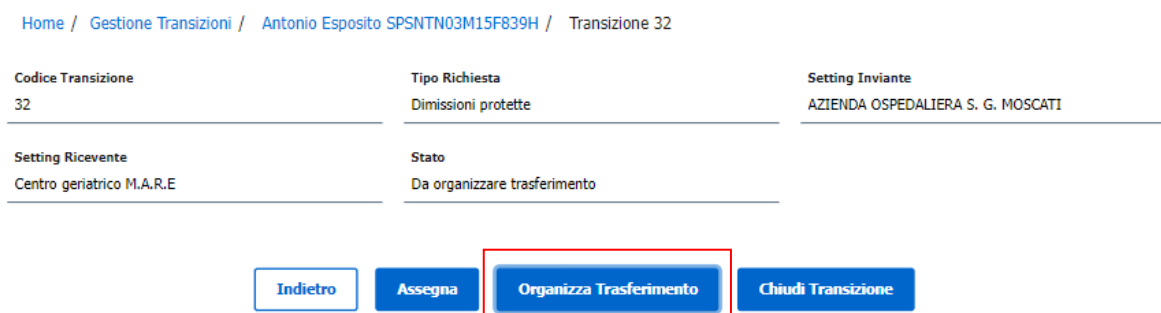 Home / Gestione Transizioni / Antonio Esposito SPSNTN03M15F839H / Transizione 32
Codice Transizione Tipo Richiesta Setting Inviante
32 Dimissioni protette AZIENDA OSPEDALIERA S. G. MOSCATI
Setting Ricevente Stato
Centro geriatrico M.A.R.E Da organizzare trasferimento
Indietro Assegna Organizza Trasferimento Chiudi Transizione